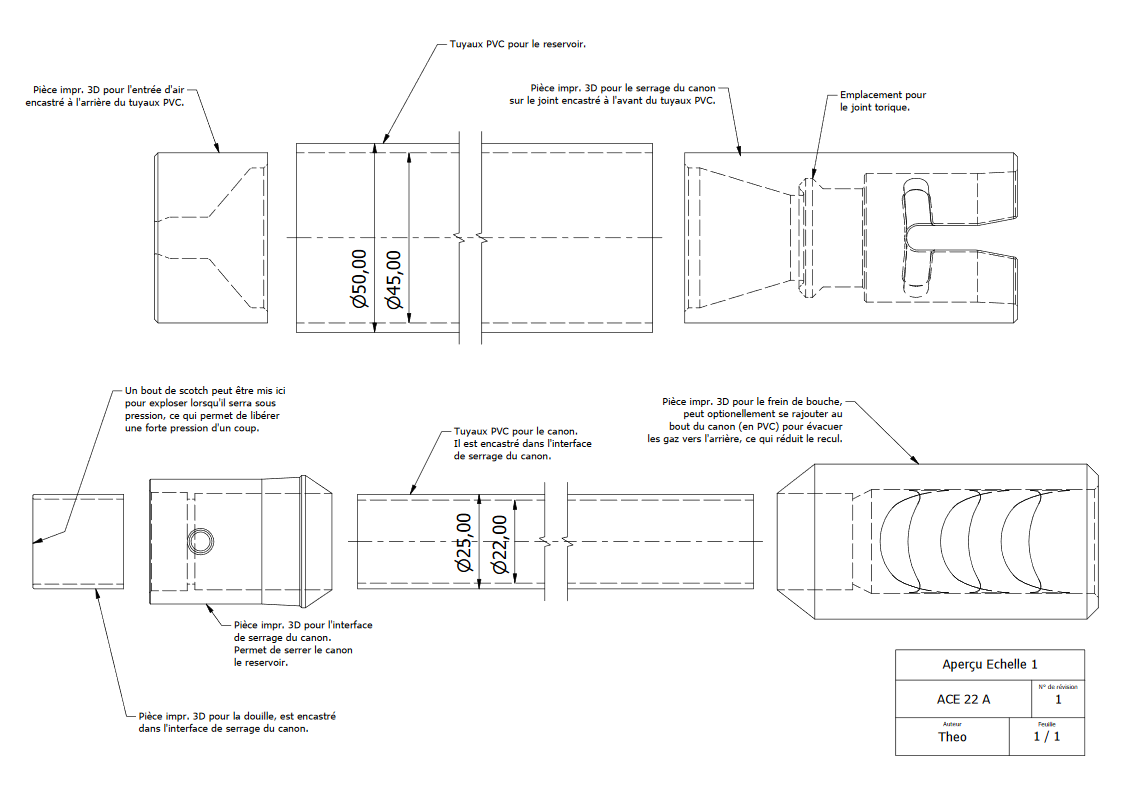 Tuyaux PVC pour le reservoir.
Pièce impr. 3D pour l'entrée d'air
encastré à l'arrière du tuyaux PVC.
Pièce impr. 3D pour le serrage du canon
sur le joint encastré à l'avant du tuyaux PVC.
Emplacement pour
le joint torique.
Ø50,00
Ø45,00
Un bout de scotch peut être mis ici
pour exploser lorsqu'il serra sous
pression, ce qui permet de libérer
une forte pression d'un coup.
Tuyaux PVC pour le canon.
Il est encastré dans l'interface
de serrage du canon.
Pièce impr. 3D pour le frein de bouche,
peut optionellement se rajouter au
bout du canon (en PVC) pour évacuer
les gaz vers l'arrière, ce qui réduit le recul.
Ø25,00
Ø22,00
Pièce impr. 3D pour l'interface
de serrage du canon.
Permet de serrer le canon
le reservoir.
Pièce impr. 3D pour la douille, est encastré
dans l'interface de serrage du canon.
Aperçu Echelle 1
ACE 22 A
N° de révision
1
Auteur
Theo
Feuille
1 / 1